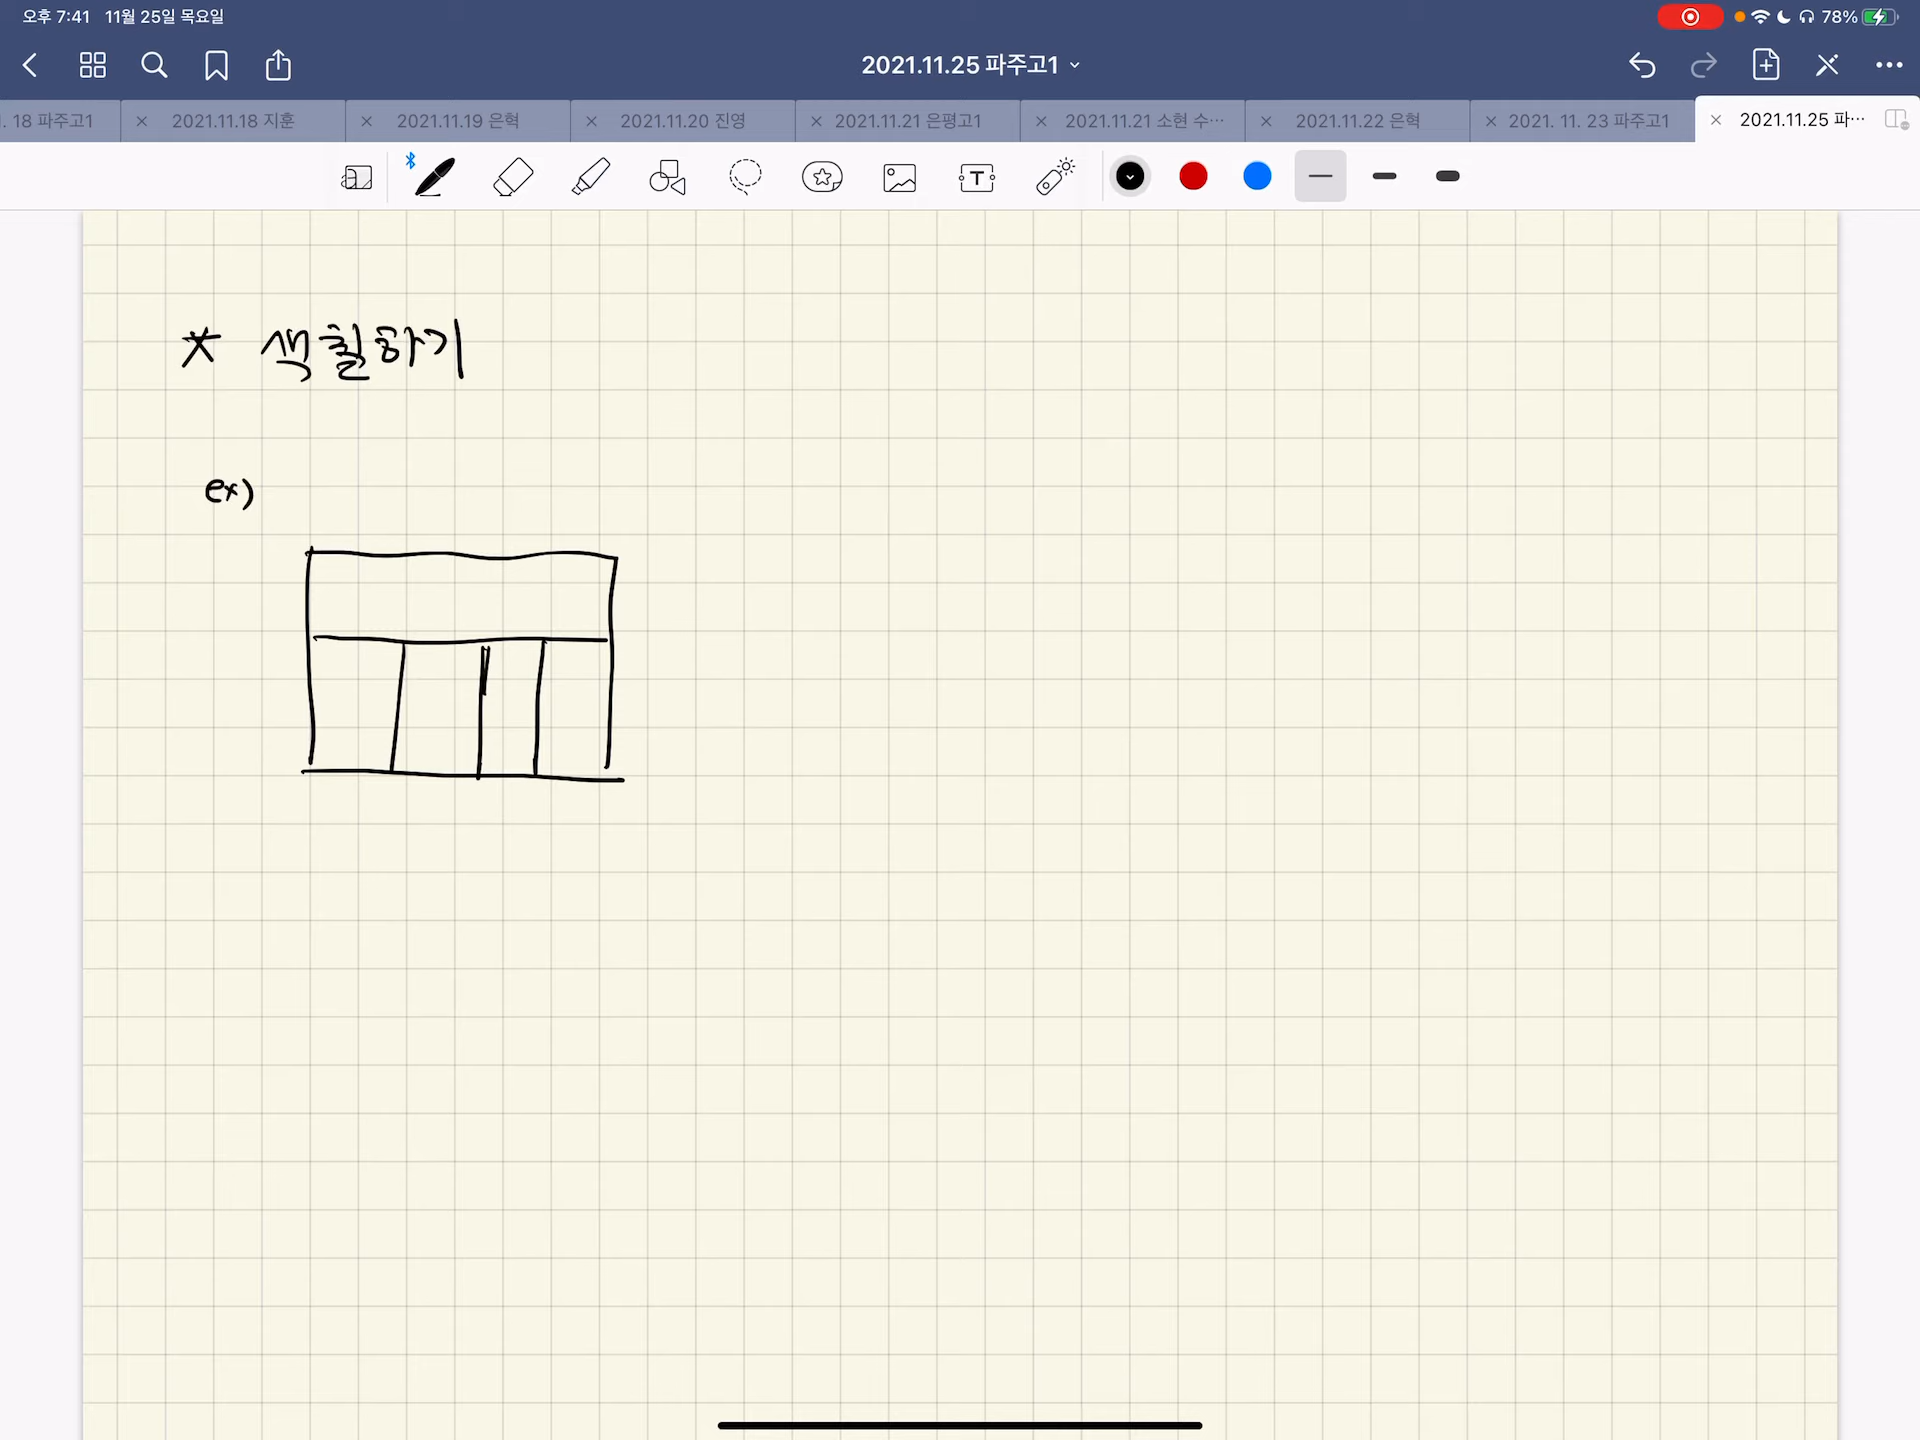 오후 7:41 11월 25일 목요일
78%
2021.11.25 파주고1
. 18 파주고1
2021.11.18 지훈
2021.11.19 은혁
2021.11.20 진영
2021.11.21 은평고1
2021.11.21 소현 수…
2021.11.22 은혁
2021. 11. 23 파주고1
2021.11.25 파…
a
T
* 색칠하기
ex)